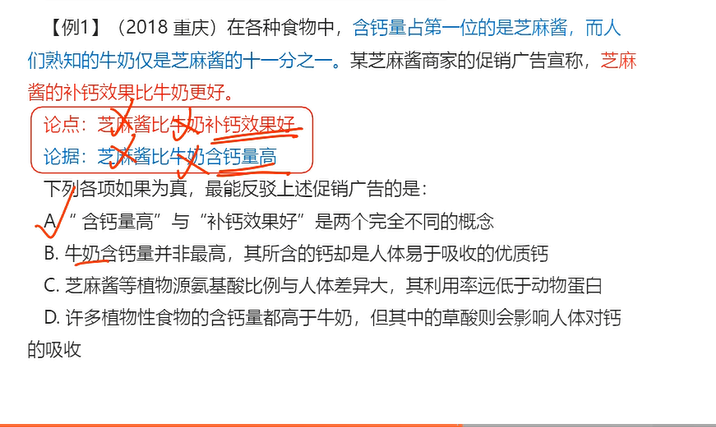 【例1】（2018 重庆）在各种食物中，含钙量占第一位的是芝麻酱，而人
们熟知的牛奶仅是芝麻酱的十一分之一。某芝麻酱商家的促销广告宣称，芝麻
酱的补钙效果比牛奶更好。
论点：芝麻酱比牛奶补钙效果好
论据：芝麻酱比牛奶含钙量高
下列各项如果为真，最能反驳上述促销广告的是：
A. “ 含钙量高”与“补钙效果好”是两个完全不同的概念
B. 牛奶含钙量并非最高，其所含的钙却是人体易于吸收的优质钙
C. 芝麻酱等植物源氨基酸比例与人体差异大，其利用率远低于动物蛋白
D. 许多植物性食物的含钙量都高于牛奶，但其中的草酸则会影响人体对钙
的吸收